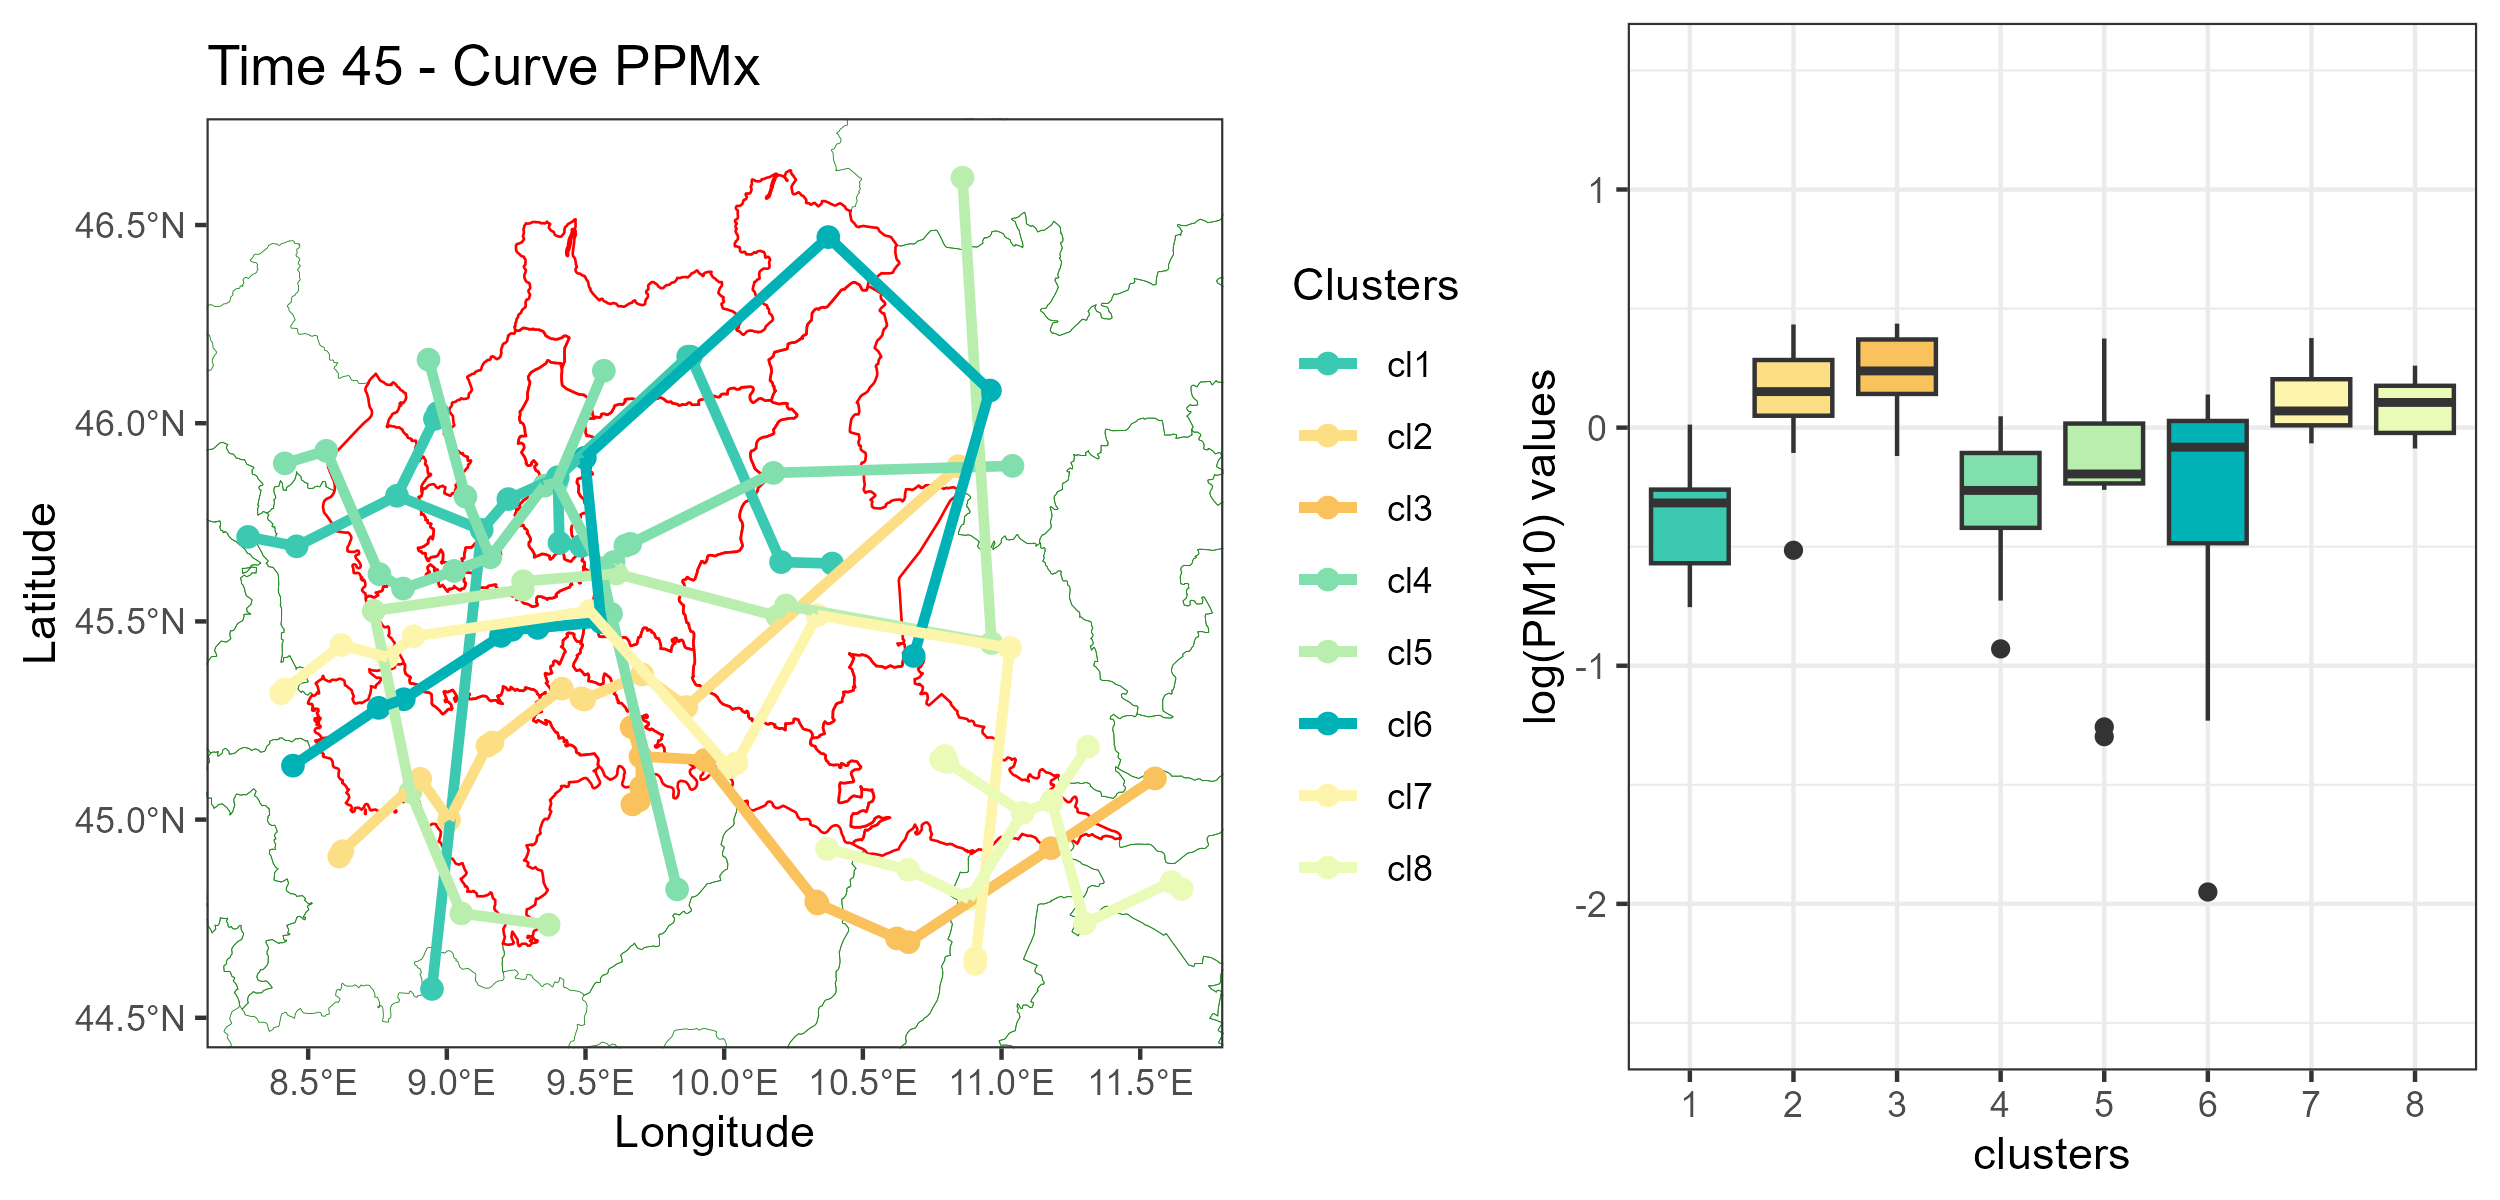 Time 45 - Curve PPMx
46.5°N
46.0°N
45.5°N
45.0°N
44.5°N
Latitude
8.5°E 9.0°E 9.5°E 10.0°E 10.5°E 11.0°E 11.5°E
Longitude
Clusters
cl1
cl2
cl3
cl4
cl5
cl6
cl7
cl8
log(PM10) values
1
0
-1
-2
1 2 3 4 5 6 7 8
clusters